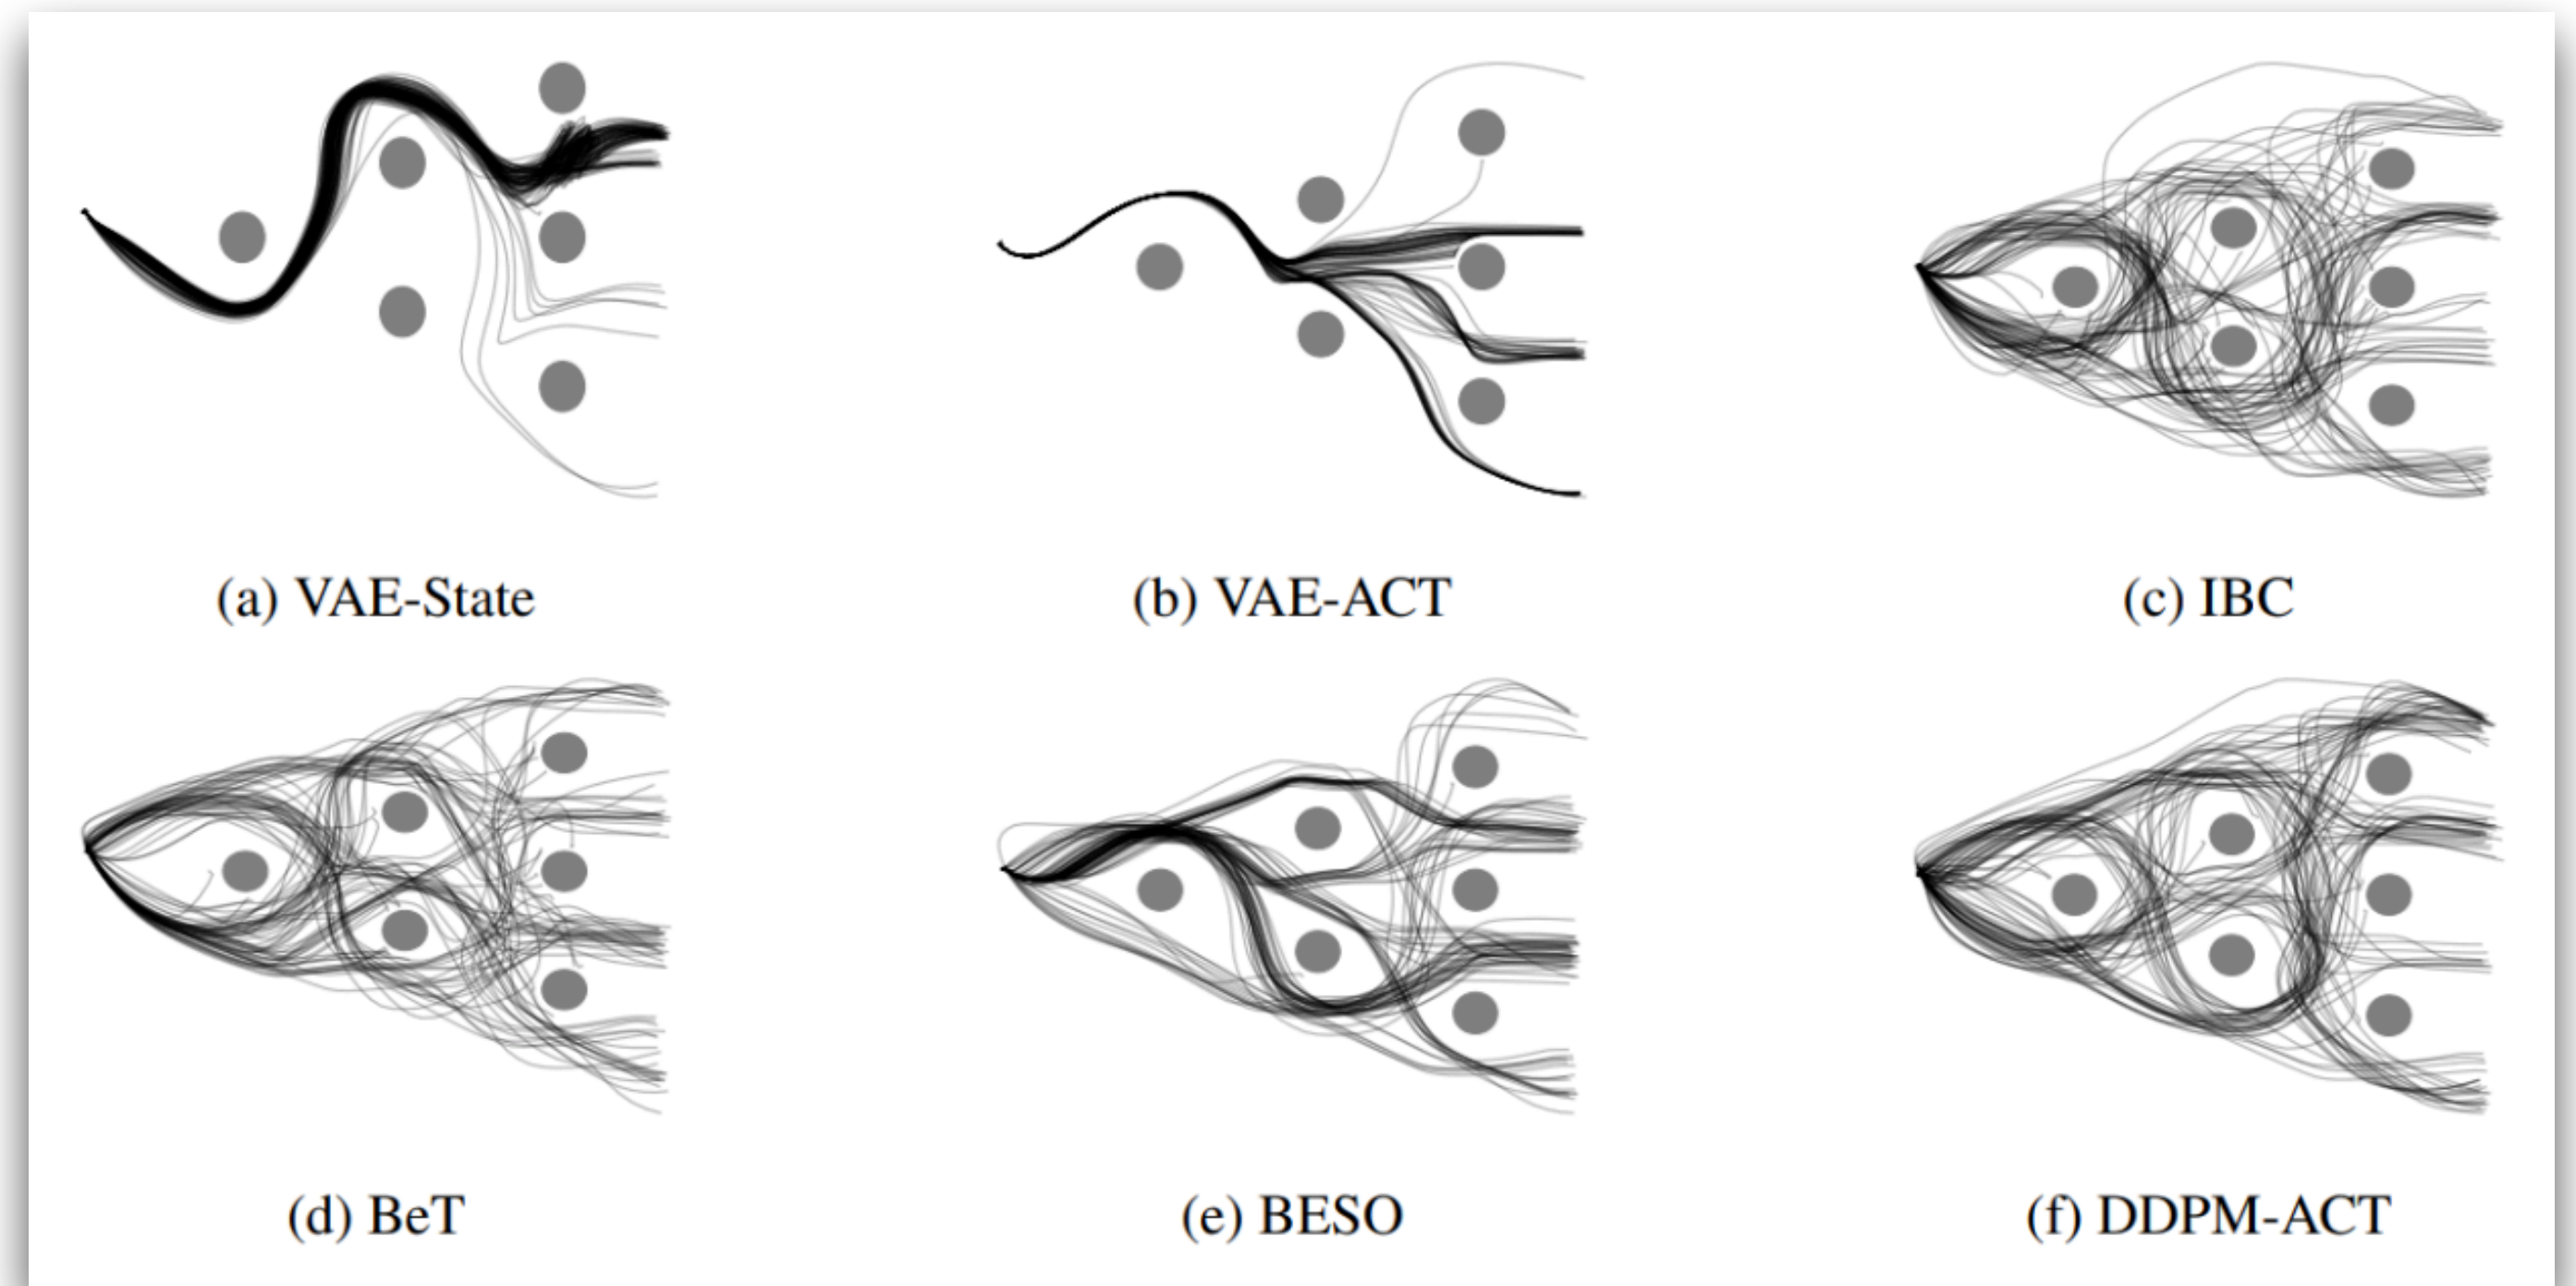 (a) VAE-State
(b) VAE-ACT
(c) IBC
(d) BeT
(e) BESO
(f) DDPM-ACT